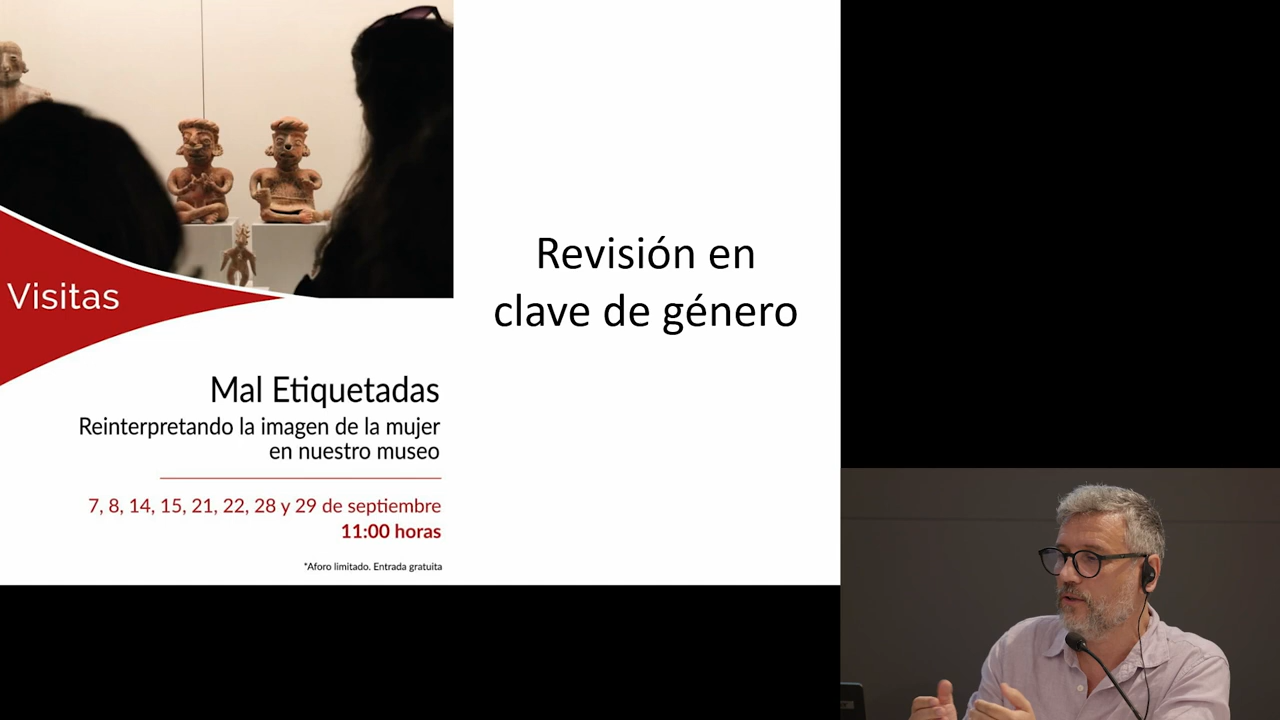 Visitas
Mal Etiquetadas
Reinterpretando la imagen de la mujer
en nuestro museo
7, 8, 14, 15, 21, 22, 28 y 29 de septiembre
11:00 horas
*Aforo limitado. Entrada gratuita
Revisión en
clave de género